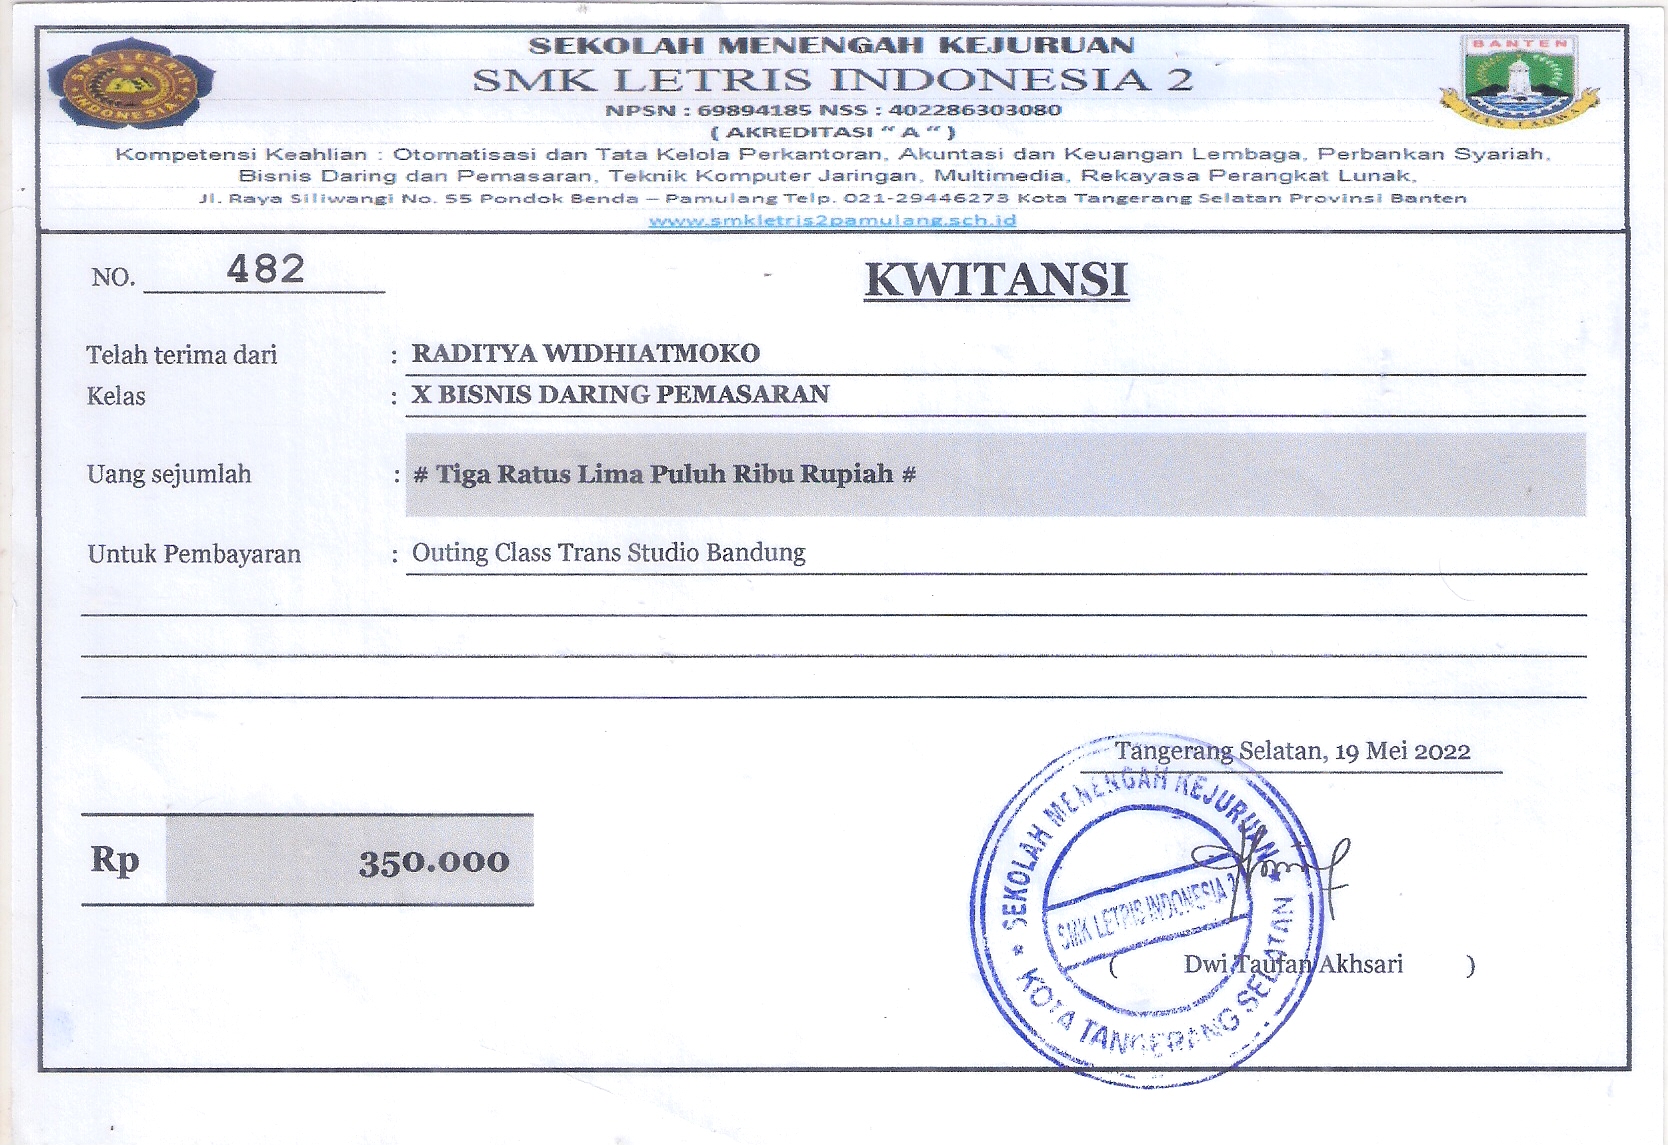 SEKOLAH MENENGAH KEJURUAN
SMK LETRIS INDONESIA 2
NPSN : 69894185 NSS : 402286303080
( AKREDITASI “ A “ )
Kompetensi Keahlian : Otomatisasi dan Tata Kelola Perkantoran, Akuntasi dan Keuangan Lembaga, Perbankan Syariah,
Bisnis Daring dan Pemasaran, Teknik Komputer Jaringan, Multimedia, Rekayasa Perangkat Lunak,
Jl. Raya Siliwangi No. 55 Pondok Benda – Pamulang Telp. 021-29446273 Kota Tangerang Selatan Provinsi Banten
www.smkletris2pamulang.sch.id
SMK LETRIS
INDONESIA 2
BANTEN
IMAN TAQWA
NO. 482
KWITANSI
Telah terima dari : RADITYA WIDHIATMOKO
Kelas : X BISNIS DARING PEMASARAN
Uang sejumlah : # Tiga Ratus Lima Puluh Ribu Rupiah #
Untuk Pembayaran : Outing Class Trans Studio Bandung
Tangerang Selatan, 19 Mei 2022
Rp 350.000
SEKOLAH MENENGAH KEJURUAN
SMK LETRIS INDONESIA 2
KOTA TANGERANG SELATAN
( Dwi Taufan Akhsari )